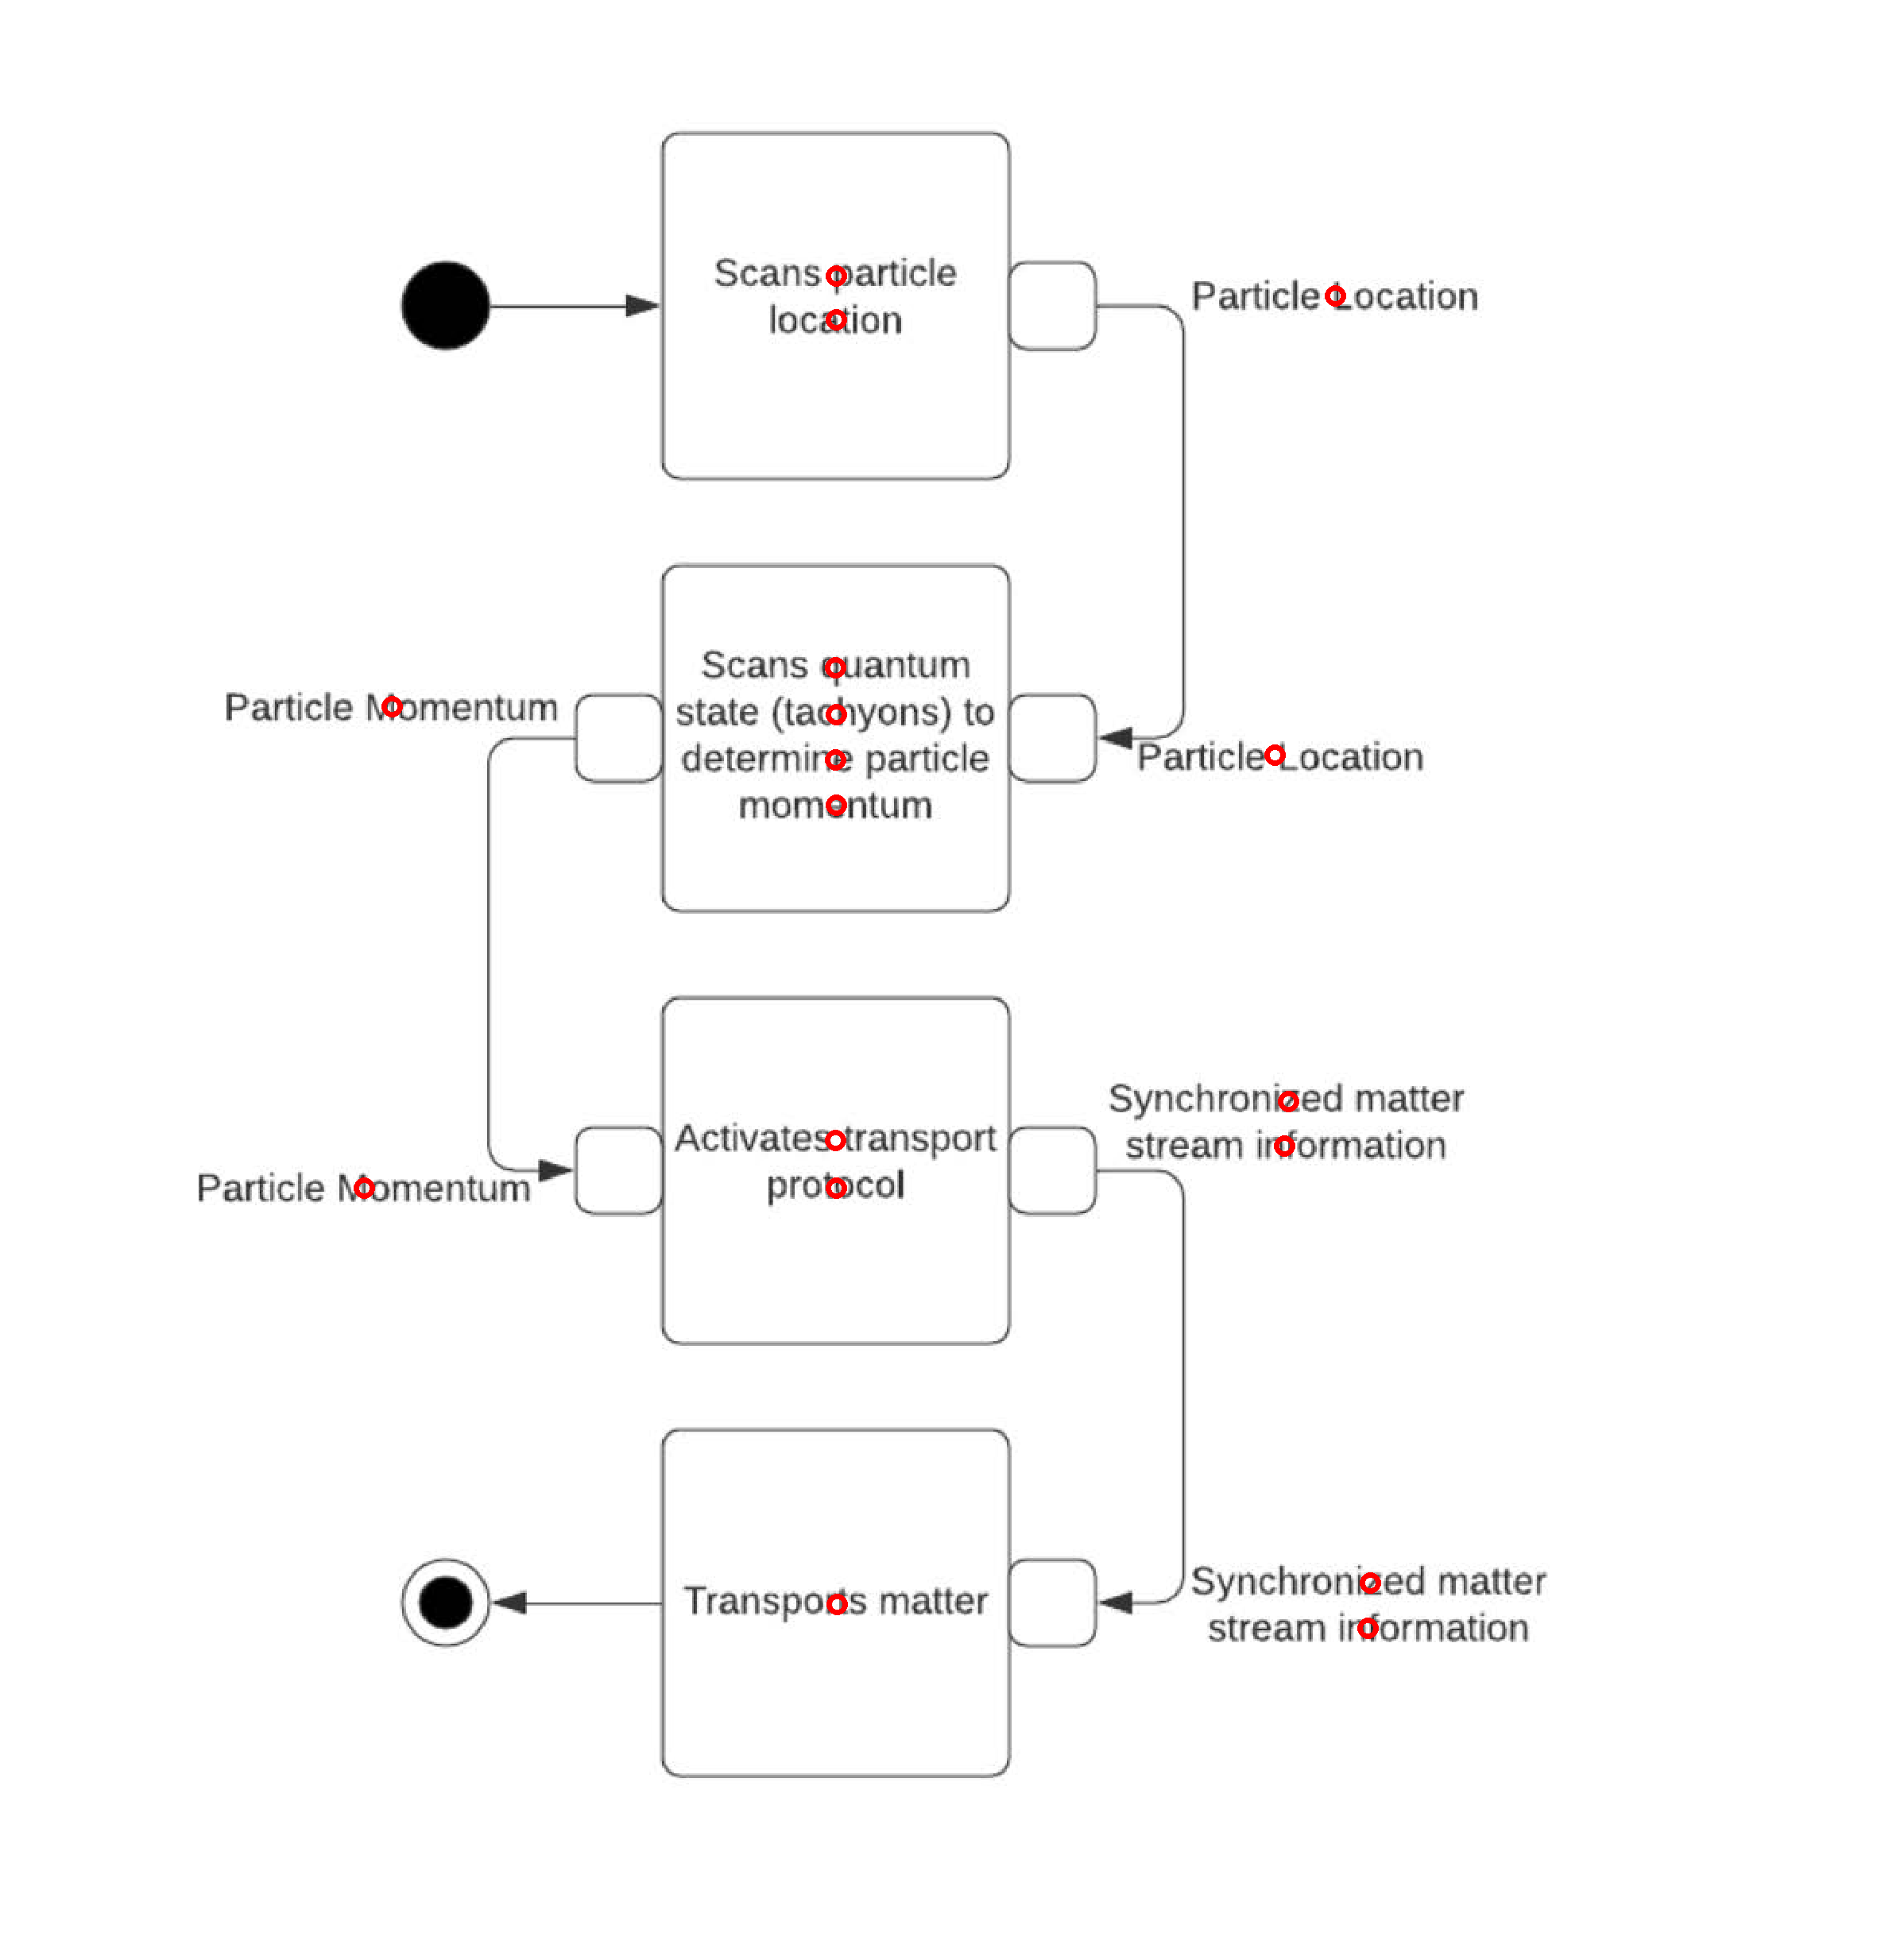 Scans particle
location
Particle Location
Scans quantum
state (tachyons) to
determine particle
momentum
Particle Momentum
Particle Location
Activates transport
protocol
Synchronized matter
stream information
Particle Momentum
Transports matter
Synchronized matter
stream information